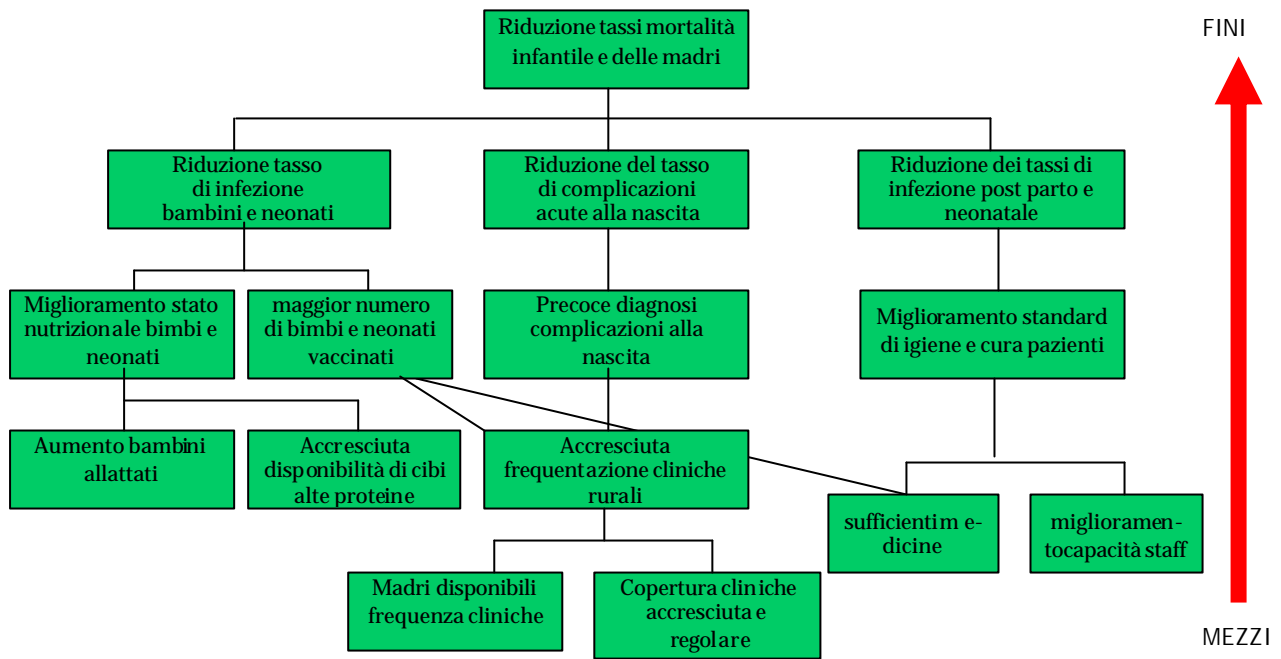 Riduzione tassi mortalità
infantile e delle madri
FINI
Riduzione tasso
di infezione
bambini e neonati
Riduzione del tasso
di complicazioni
acute alla nascita
Riduzione dei tassi di
infezione post parto e
neonatale
Miglioramento stato
nutrizionale bimbi e
neonati
maggior numero
di bimbi e neonati
vaccinati
Precoce diagnosi
complicazioni alla
nascita
Miglioramento standard
di igiene e cura pazienti
Aumento bambini
allattati
Accresciuta
disponibilità di cibi
alte proteine
Accresciuta
frequentazione cliniche
rurali
sufficientim e-
dicine
miglioramen-
tocapacità staff
Madri disponibili
frequenza cliniche
Copertura cliniche
accresciuta e
regolare
MEZZI